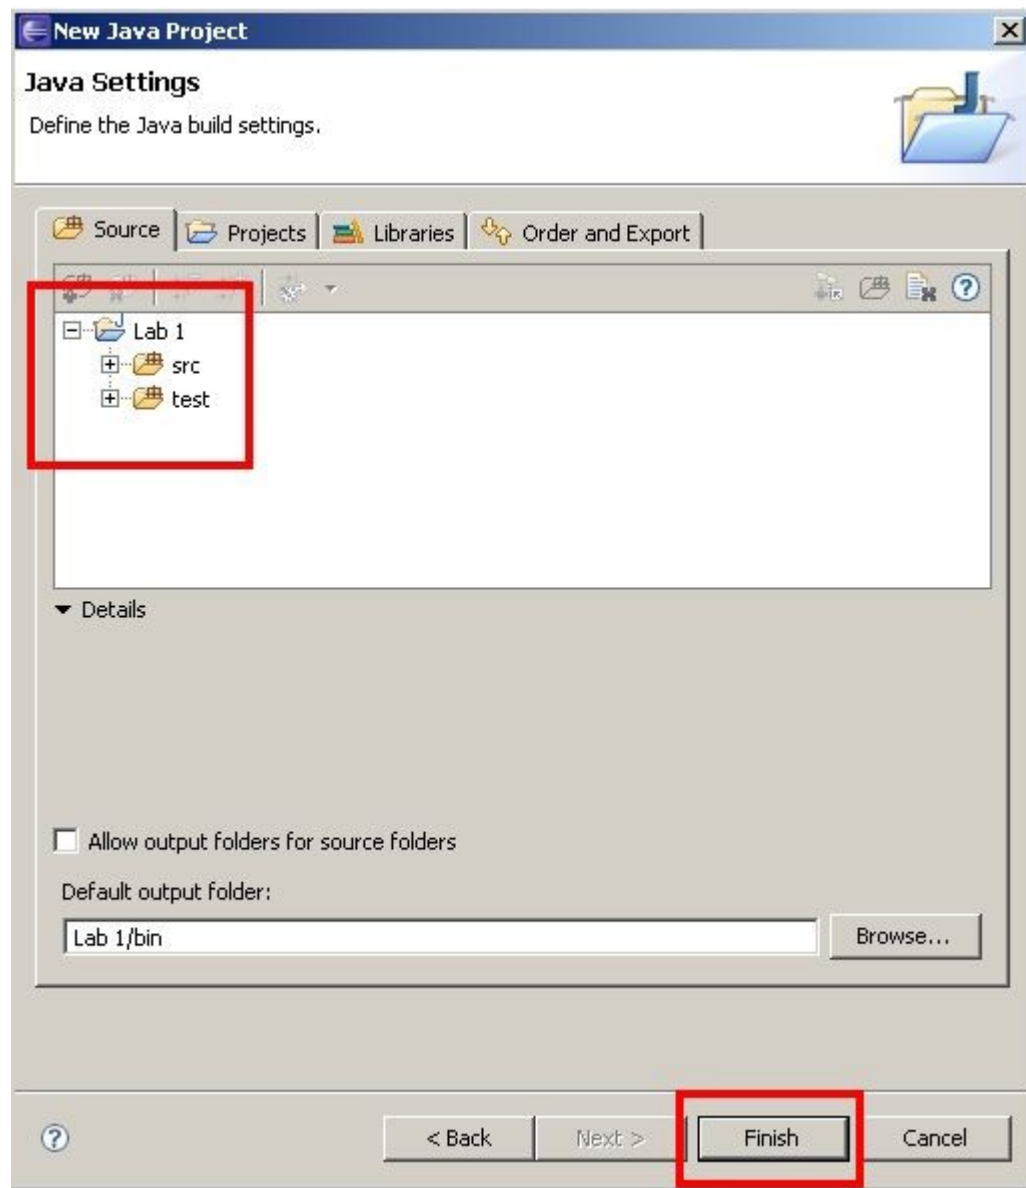 New Java Project
Java Settings
Define the Java build settings.
Source Projects Libraries Order and Export
Lab 1
src
test
Details
Allow output folders for source folders
Default output folder:
Lab 1/bin Browse...
< Back Next > Finish Cancel